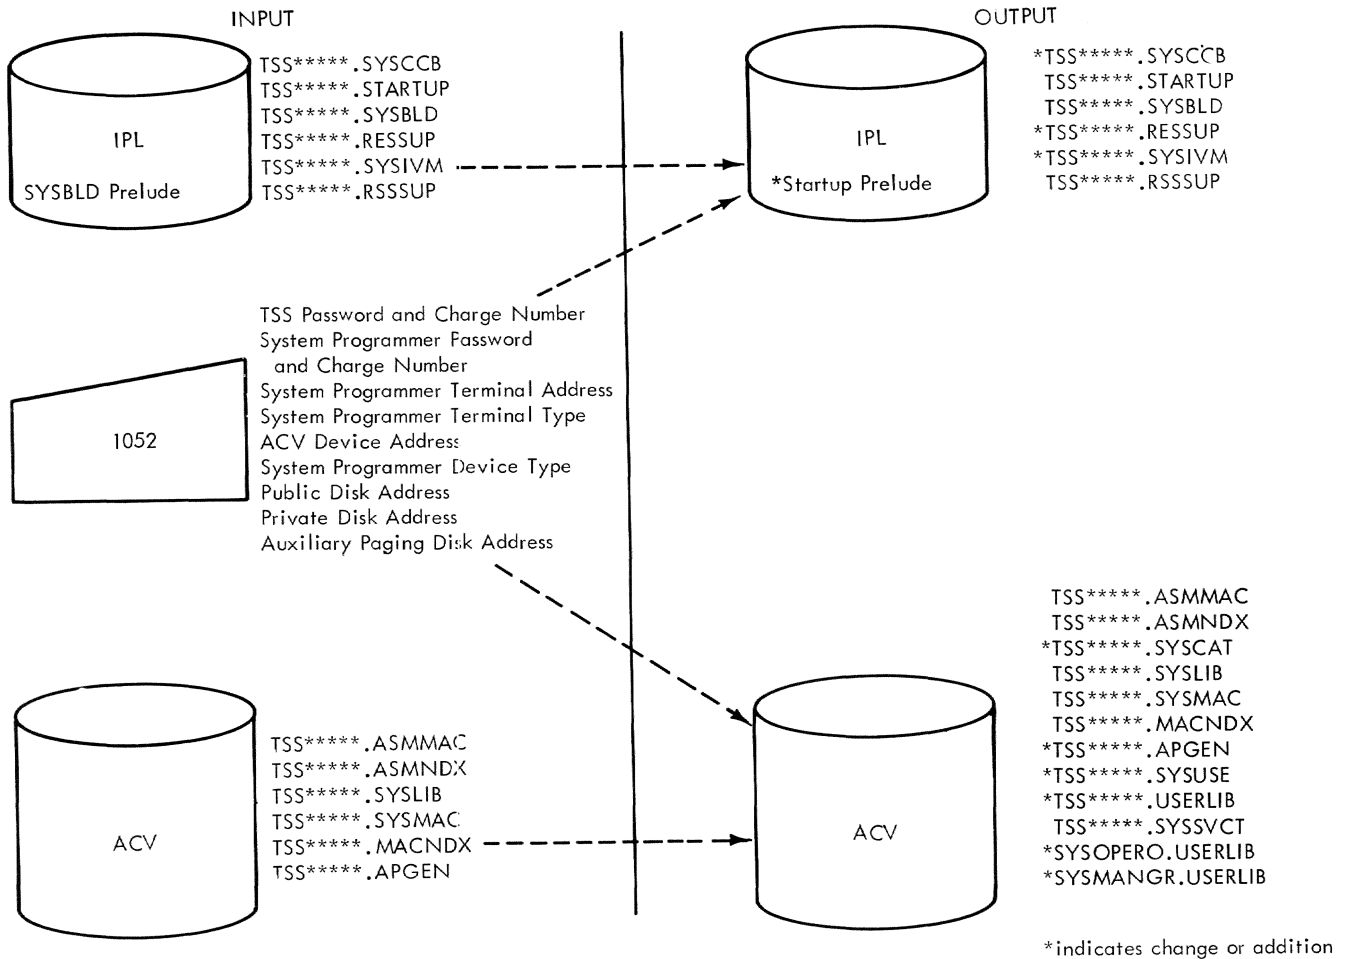 INPUT
TSS*****.SYSCCB
TSS*****.STARTUP
TSS*****.SYSBLD
TSS*****.RESSUP
TSS*****.SYSIVM
TSS*****.RSSSUP
IPL
SYSBLD Prelude
OUTPUT
*TSS*****.SYSCCB
TSS*****.STARTUP
TSS*****.SYSBLD
*TSS*****.RESSUP
*TSS*****.SYSIVM
TSS*****.RSSSUP
IPL
*Startup Prelude
TSS Password and Charge Number
System Programmer Fassword
and Charge Number
System Programmer Terminal Address
System Programmer Terminal Type
ACV Device Address
System Programmer Device Type
Public Disk Address
Private Disk Address
Auxiliary Paging Disk Address
1052
TSS*****.ASMMAC
TSS*****.ASMNDX
TSS*****.SYSLIB
TSS*****.SYSMAC
TSS*****.MACNDX
TSS*****.APGEN
ACV
TSS*****.ASMMAC
TSS*****.ASMNDX
*TSS*****.SYSCAT
TSS*****.SYSLIB
TSS*****.SYSMAC
TSS*****.MACNDX
*TSS*****.APGEN
*TSS*****.SYSUSE
*TSS*****.USERLIB
TSS*****.SYSSVCT
*SYSOPERO.USERLIB
*SYSMANGR.USERLIB
ACV
*indicates change or addition